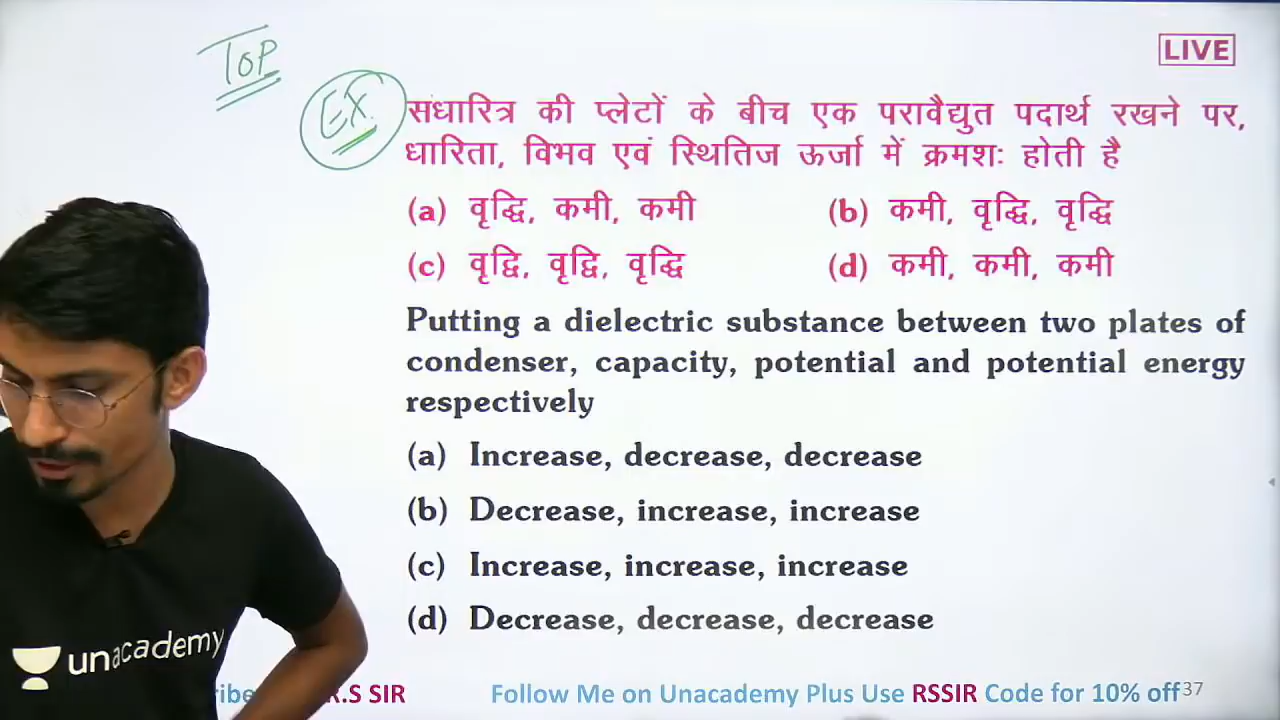 TOP
LIVE
EX.
संधारित्र की प्लेटों के बीच एक परावैद्युत पदार्थ रखने पर,
धारिता, विभव एवं स्थितिज ऊर्जा में क्रमशः होती है
(a) वृद्धि, कमी, कमी (b) कमी, वृद्धि, वृद्धि
(c) वृद्वि, वृद्वि, वृद्धि (d) कमी, कमी, कमी
Putting a dielectric substance between two plates of
condenser, capacity, potential and potential energy
respectively
(a) Increase, decrease, decrease
(b) Decrease, increase, increase
(c) Increase, increase, increase
(d) Decrease, decrease, decrease
unacademy
R.S SIR Follow Me on Unacademy Plus Use RSSIR Code for 10% off 37